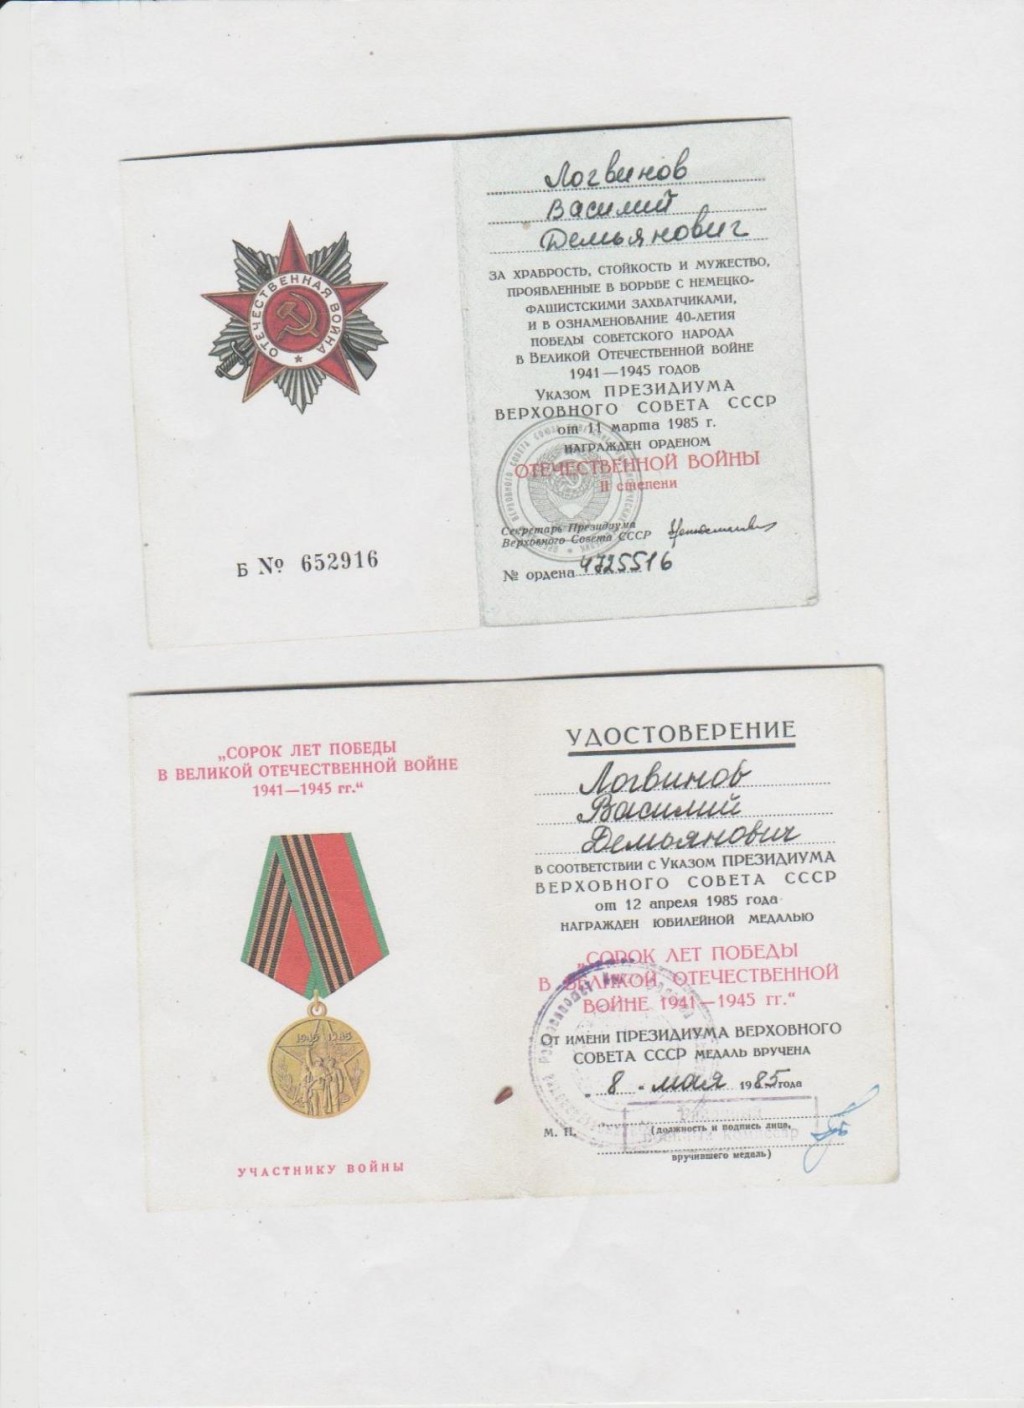 ОТЕЧЕСТВЕННАЯ ВОЙНА
Б № 652916
Логвинов
Василий
Демьянович
ЗА ХРАБРОСТЬ, СТОЙКОСТЬ И МУЖЕСТВО,
ПРОЯВЛЕННЫЕ В БОРЬБЕ С НЕМЕЦКО-
ФАШИСТСКИМИ ЗАХВАТЧИКАМИ,
И В ОЗНАМЕНОВАНИЕ 40-ЛЕТИЯ
ПОБЕДЫ СОВЕТСКОГО НАРОДА
В ВЕЛИКОЙ ОТЕЧЕСТВЕННОЙ ВОЙНЕ
1941—1945 ГОДОВ
УКАЗОМ ПРЕЗИДИУМА
ВЕРХОВНОГО СОВЕТА СССР
от 11 марта 1985 г.
НАГРАЖДЕН ОРДЕНОМ
ОТЕЧЕСТВЕННОЙ ВОЙНЫ
II степени
Секретарь Президиума
Верховного Совета СССР
№ ордена 4725516
„СОРОК ЛЕТ ПОБЕДЫ
В ВЕЛИКОЙ ОТЕЧЕСТВЕННОЙ ВОЙНЕ
1941—1945 гг.“
1945 1985
УЧАСТНИКУ ВОЙНЫ
УДОСТОВЕРЕНИЕ
Логвинов
Василий
Демьянович
В СООТВЕТСТВИИ С УКАЗОМ ПРЕЗИДИУМА
ВЕРХОВНОГО СОВЕТА СССР
от 12 апреля 1985 года
НАГРАЖДЕН ЮБИЛЕЙНОЙ МЕДАЛЬЮ
„СОРОК ЛЕТ ПОБЕДЫ
В ВЕЛИКОЙ ОТЕЧЕСТВЕННОЙ
ВОЙНЕ 1941—1945 гг.“
ОТ ИМЕНИ ПРЕЗИДИУМА ВЕРХОВНОГО
СОВЕТА СССР МЕДАЛЬ ВРУЧЕНА
8 мая 1985 года
М. П.
(должность и подпись лица,
вручившего медаль)